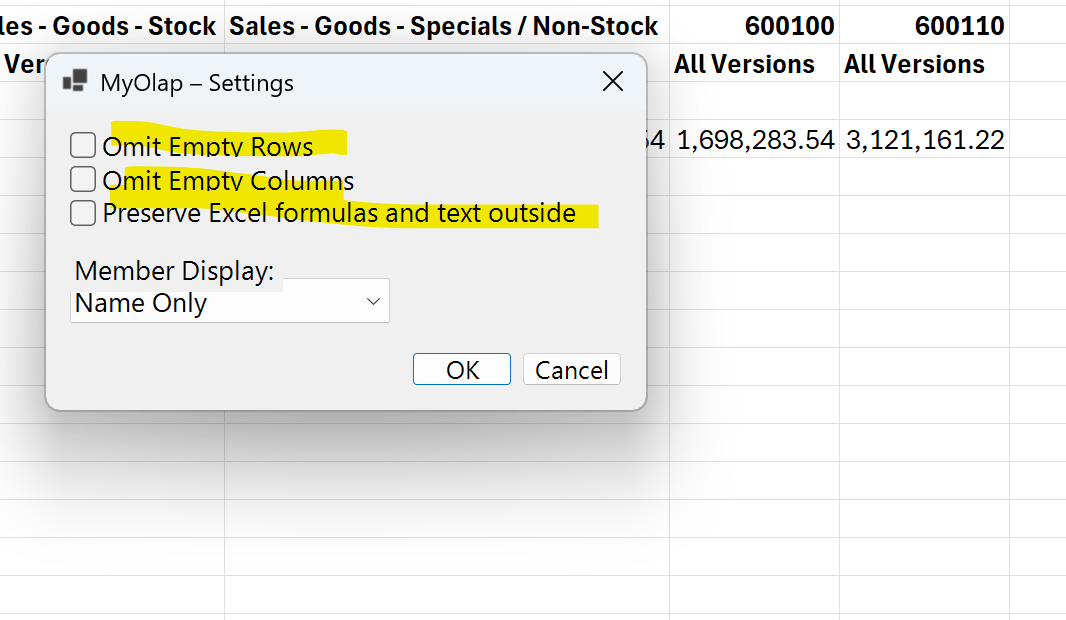 les - Goods - Stock Sales - Goods - Specials / Non-Stock 600100 600110
All Versions All Versions
MyOlap – Settings
Omit Empty Rows
1,698,283.54 3,121,161.22
Omit Empty Columns
Preserve Excel formulas and text outside
Member Display:
Name Only
OK Cancel